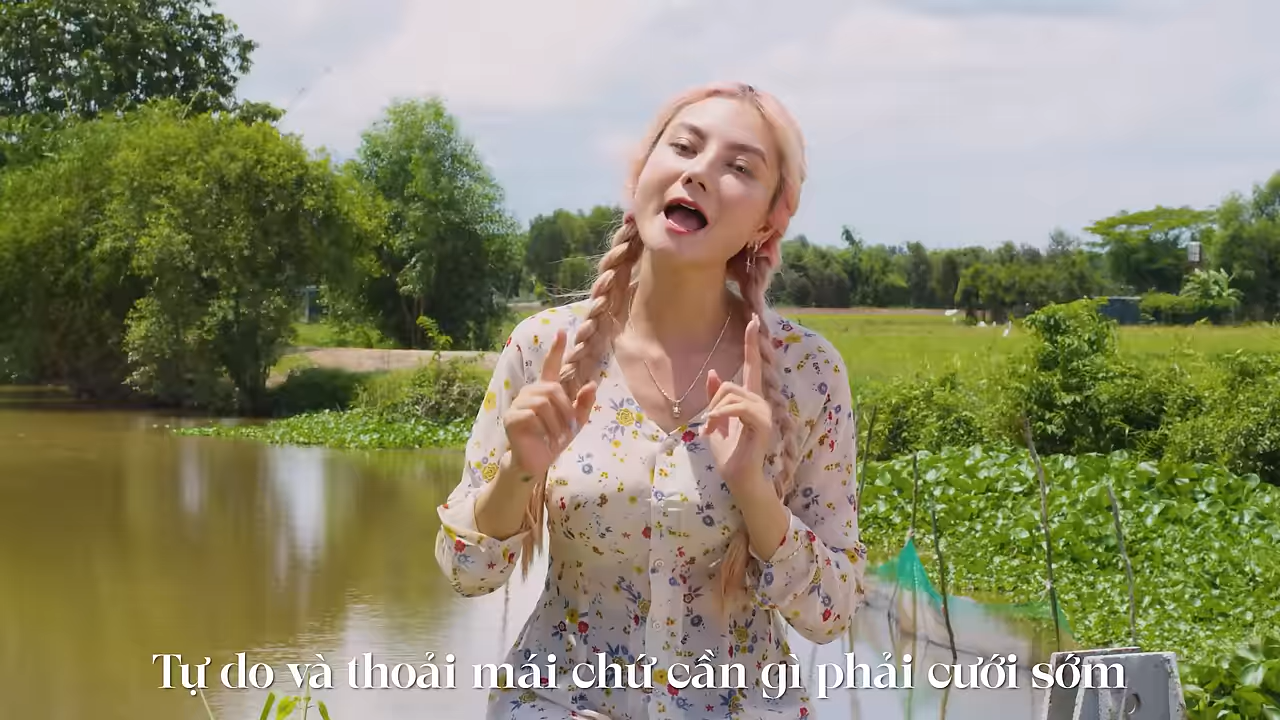 Tự do và thoải mái chứ cần gì phải cưới sớm